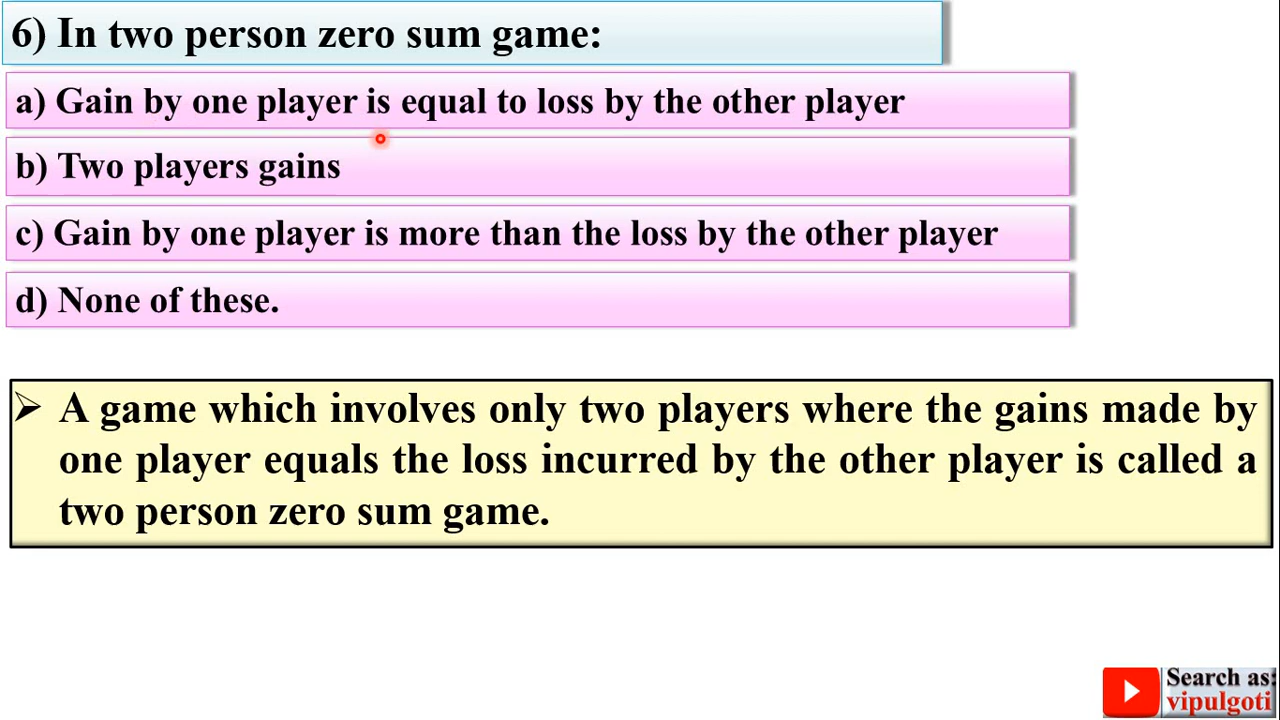 6) In two person zero sum game:
a) Gain by one player is equal to loss by the other player
b) Two players gains
c) Gain by one player is more than the loss by the other player
d) None of these.
➢ A game which involves only two players where the gains made by
one player equals the loss incurred by the other player is called a
two person zero sum game.
Search as:
vipulgoti